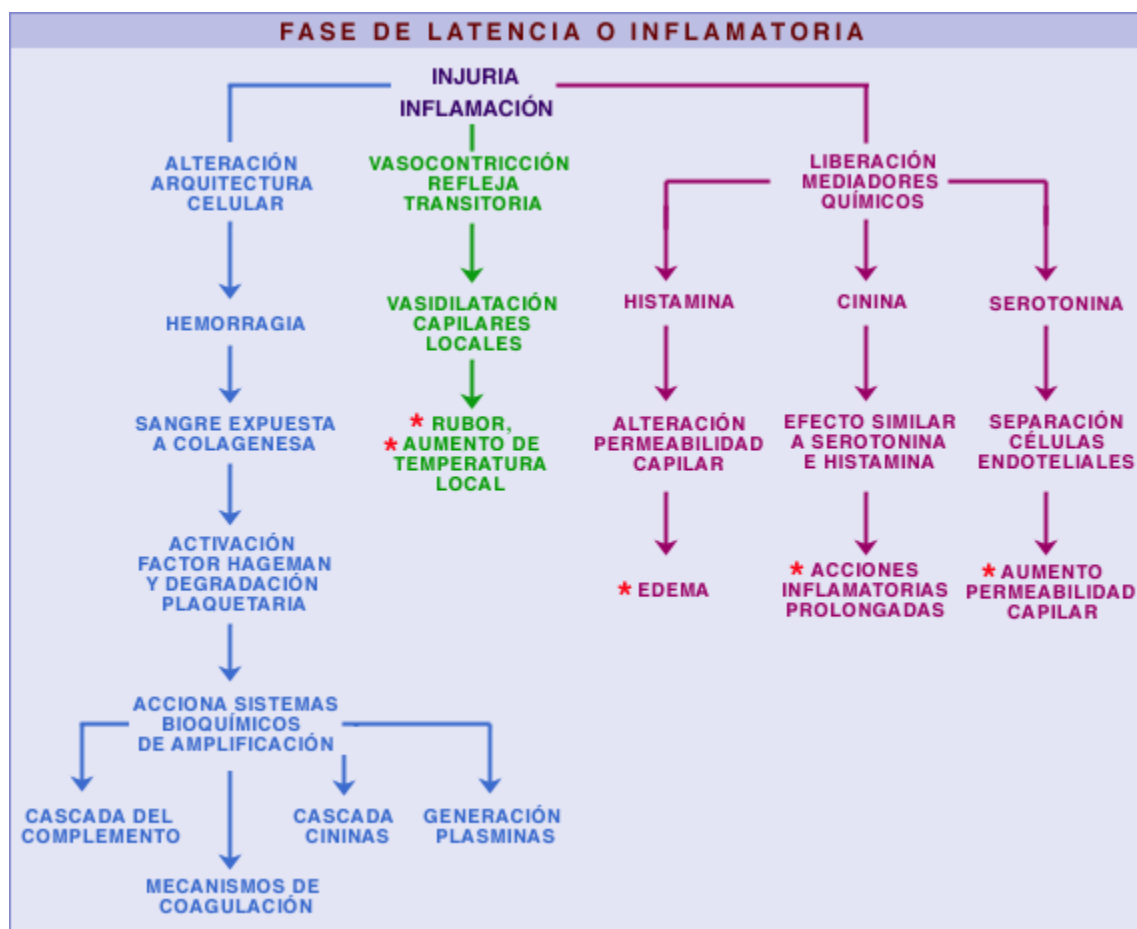 FASE DE LATENCIA O INFLAMATORIA
INJURIA
INFLAMACIÓN
ALTERACIÓN
ARQUITECTURA
CELULAR
HEMORRAGIA
SANGRE EXPUESTA
A COLAGENESA
ACTIVACIÓN
FACTOR HAGEMAN
Y DEGRADACIÓN
PLAQUETARIA
ACCIONA SISTEMAS
BIOQUÍMICOS
DE AMPLIFICACIÓN
CASCADA DEL
COMPLEMENTO
MECANISMOS DE
COAGULACIÓN
CASCADA
CININAS
GENERACIÓN
PLASMINAS
VASOCONTRICCIÓN
REFLEJA
TRANSITORIA
VASIDILATACIÓN
CAPILARES
LOCALES
* RUBOR,
* AUMENTO DE
TEMPERATURA
LOCAL
LIBERACIÓN
MEDIADORES
QUÍMICOS
HISTAMINA
ALTERACIÓN
PERMEABILIDAD
CAPILAR
* EDEMA
CININA
EFECTO SIMILAR
A SEROTONINA
E HISTAMINA
* ACCIONES
INFLAMATORIAS
PROLONGADAS
SEROTONINA
SEPARACIÓN
CÉLULAS
ENDOTELIALES
* AUMENTO
PERMEABILIDAD
CAPILAR